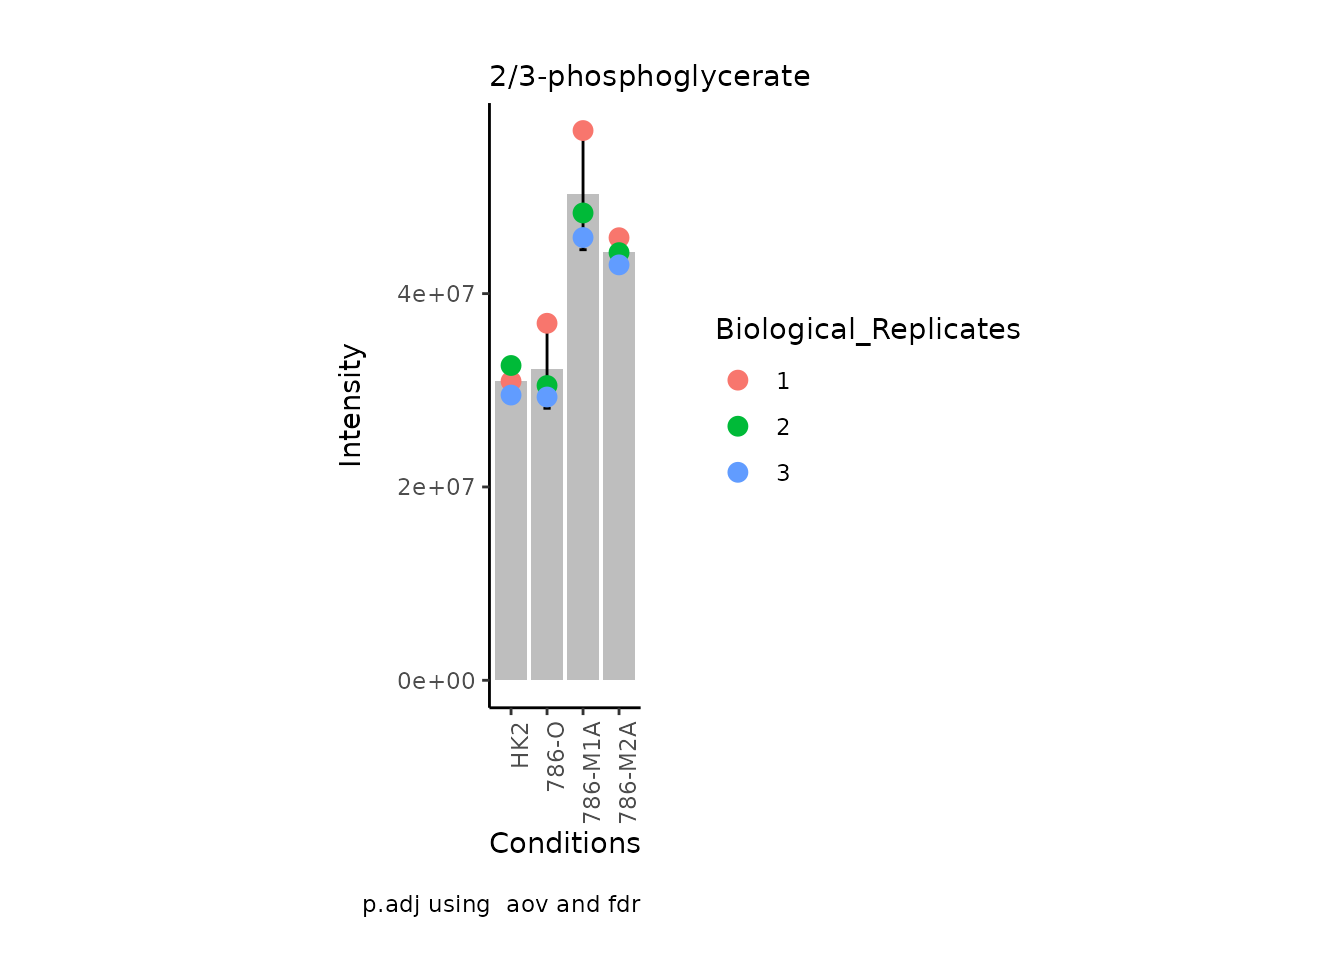 2/3-phosphoglycerate
Intensity
4e+07
2e+07
0e+00
HK2
786-O
786-M1A
786-M2A
Conditions
Biological_Replicates
1
2
3
p.adj using  aov and fdr